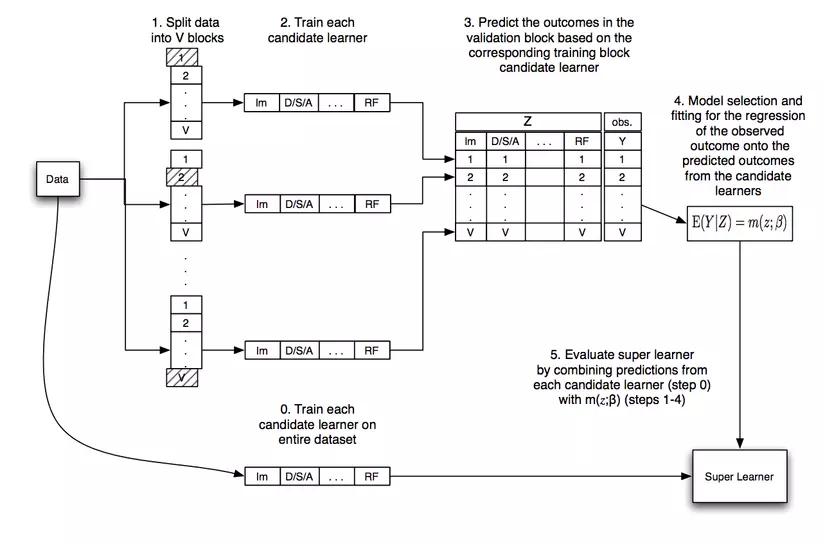 1. Split data
into V blocks
2. Train each
candidate learner
3. Predict the outcomes in the
validation block based on the
corresponding training block
candidate learner
4. Model selection and
fitting for the regression
of the observed
outcome onto the
predicted outcomes
from the candidate
learners
Data
1
2
.
.
.
V
lm D/S/A . . . RF
1
2
.
.
.
V
lm D/S/A . . . RF
.
.
.
1
2
.
.
.
V
lm D/S/A . . . RF
Z obs.
lm D/S/A . . . RF Y
1 1 1 1
2 2 2 2
. . . .
. . . .
. . . .
V V V V
E(Y|Z) = m(z;β)
5. Evaluate super learner
by combining predictions from
each candidate learner (step 0)
with m(z;β) (steps 1-4)
0. Train each
candidate learner on
entire dataset
lm D/S/A . . . RF
Super Learner